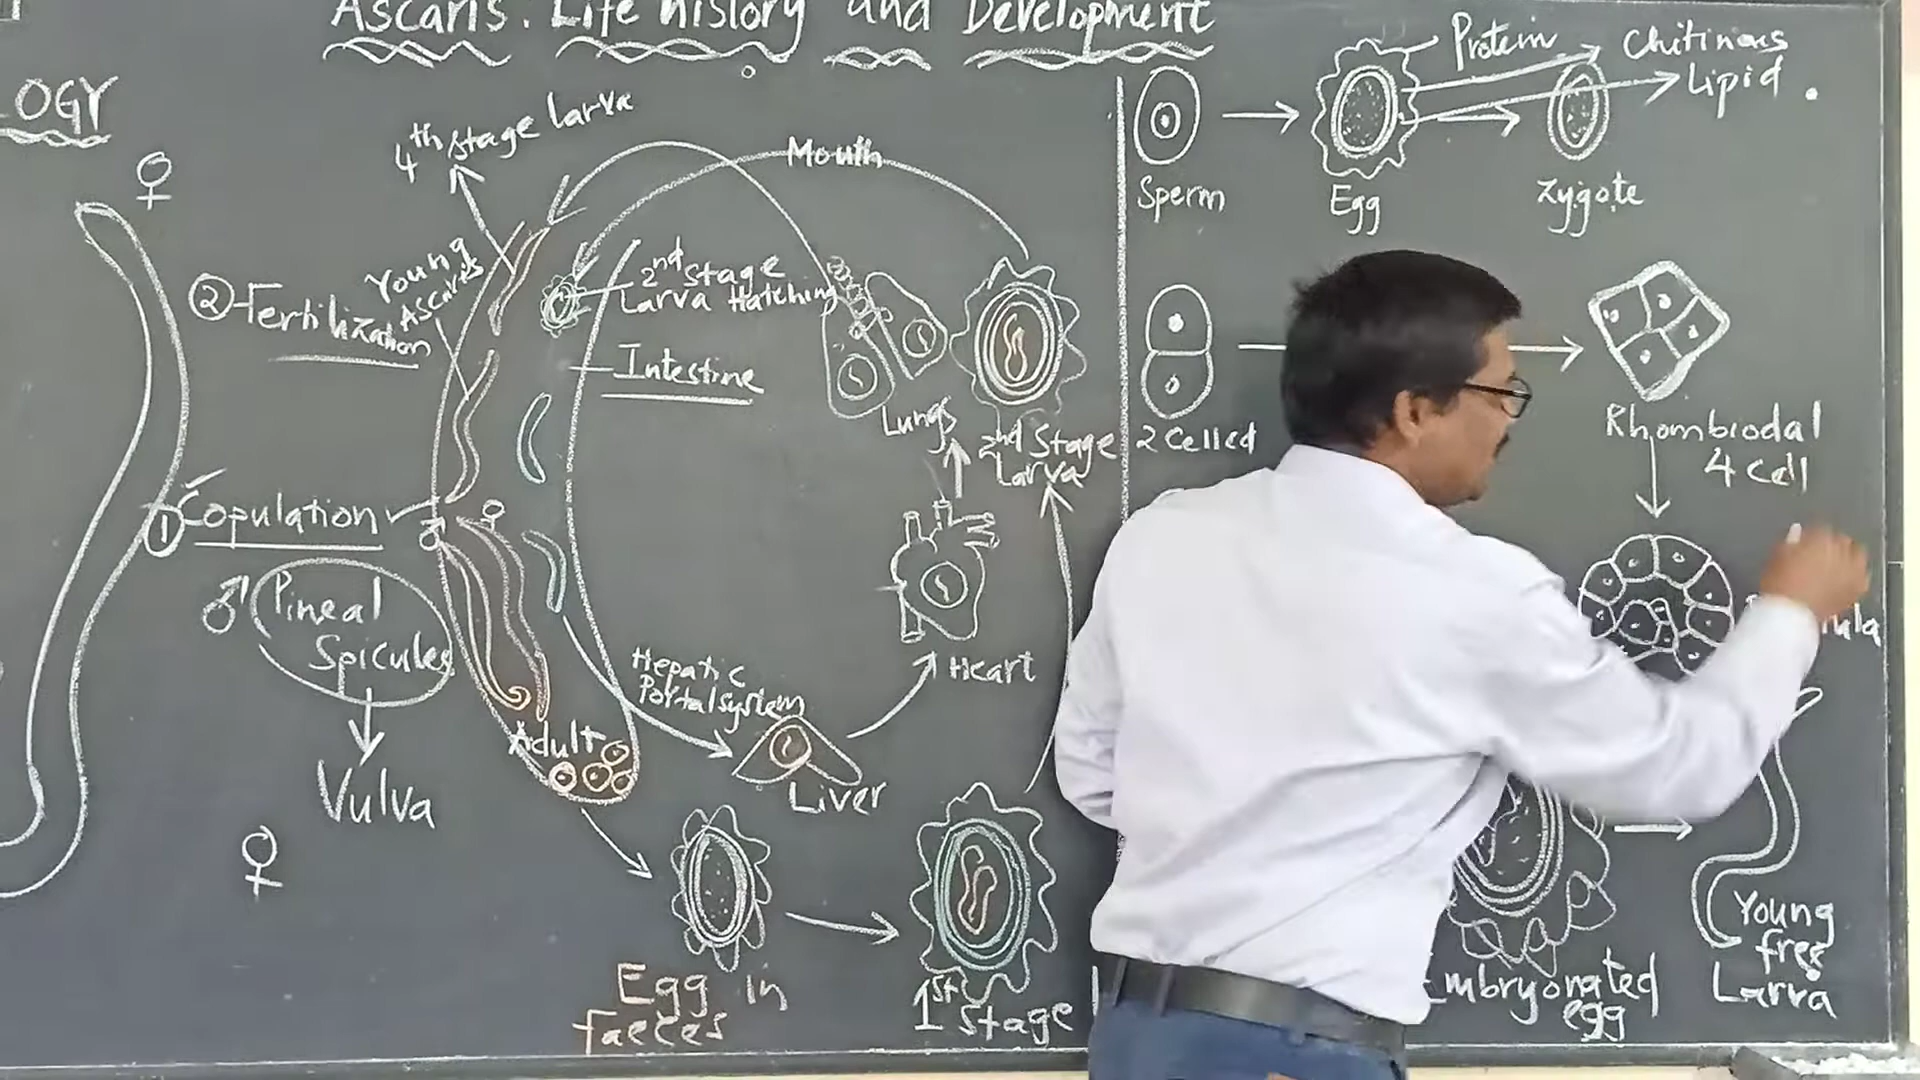 Ascaris. Life history and Development
OGY
♀
4th stage larva
Mouth
Protein
Chitinous
Lipid.
Sperm
Egg
Zygote
②-Fertilization
Young
Ascaris
2nd stage
Larva Hatching
Intestine
Lungs
2nd Stage
Larva
2 Celled
Rhombiodal
4 Cell
① Copulation
♂ ♀
♂ Pineal
Spicules
Vulva
♀
Adult
Hepatic
Portal system
Liver
Heart
Egg in
faeces
1st
Stage
Embryonated
egg
Young
free
Larva